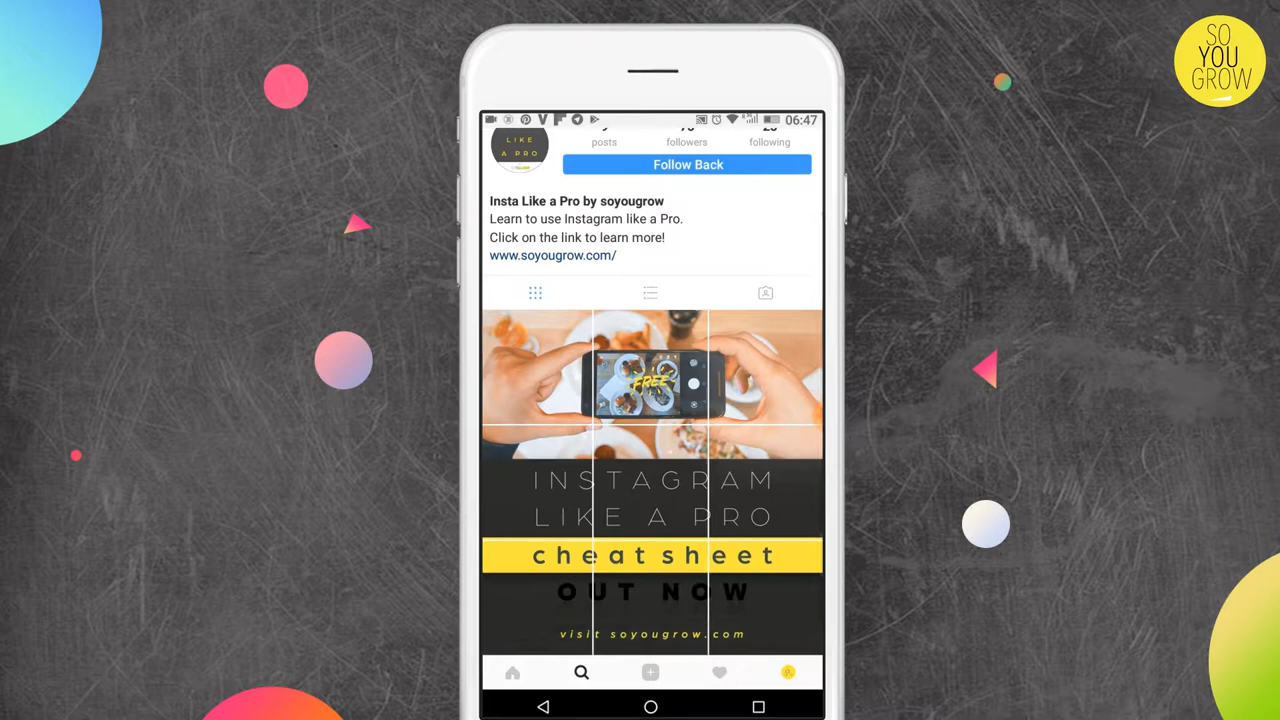 SO
YOU
GROW
06:47
LIKE
A PRO
posts
followers
following
Follow Back
Insta Like a Pro by soyougrow
Learn to use Instagram like a Pro.
Click on the link to learn more!
www.soyougrow.com/
FREE
INSTAGRAM
LIKE A PRO
cheat sheet
OUT NOW
visit soyougrow.com